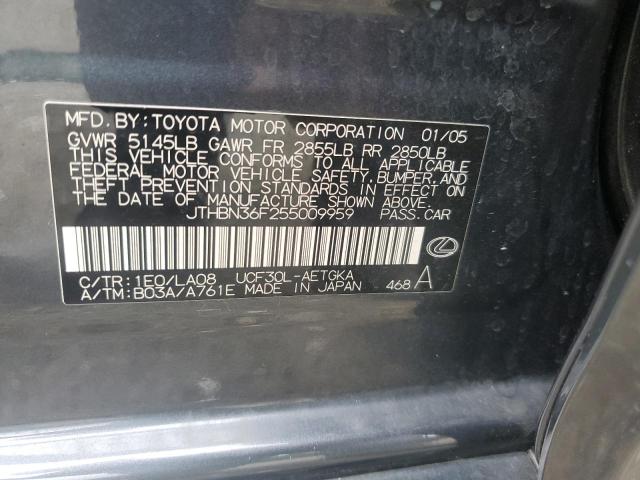 MFD. BY: TOYOTA MOTOR CORPORATION 01/05
GVWR 5145LB GAWR FR 2855LB RR 2850LB
THIS VEHICLE CONFORMS TO ALL APPLICABLE
FEDERAL MOTOR VEHICLE SAFETY, BUMPER, AND
THEFT PREVENTION STANDARDS IN EFFECT ON
THE DATE OF MANUFACTURE SHOWN ABOVE.
JTHBN36F255009959 PASS. CAR
C/TR: 1E0/LA08 UCF30L-AETGKA
A/TM: B03A/A761E MADE IN JAPAN 468 A